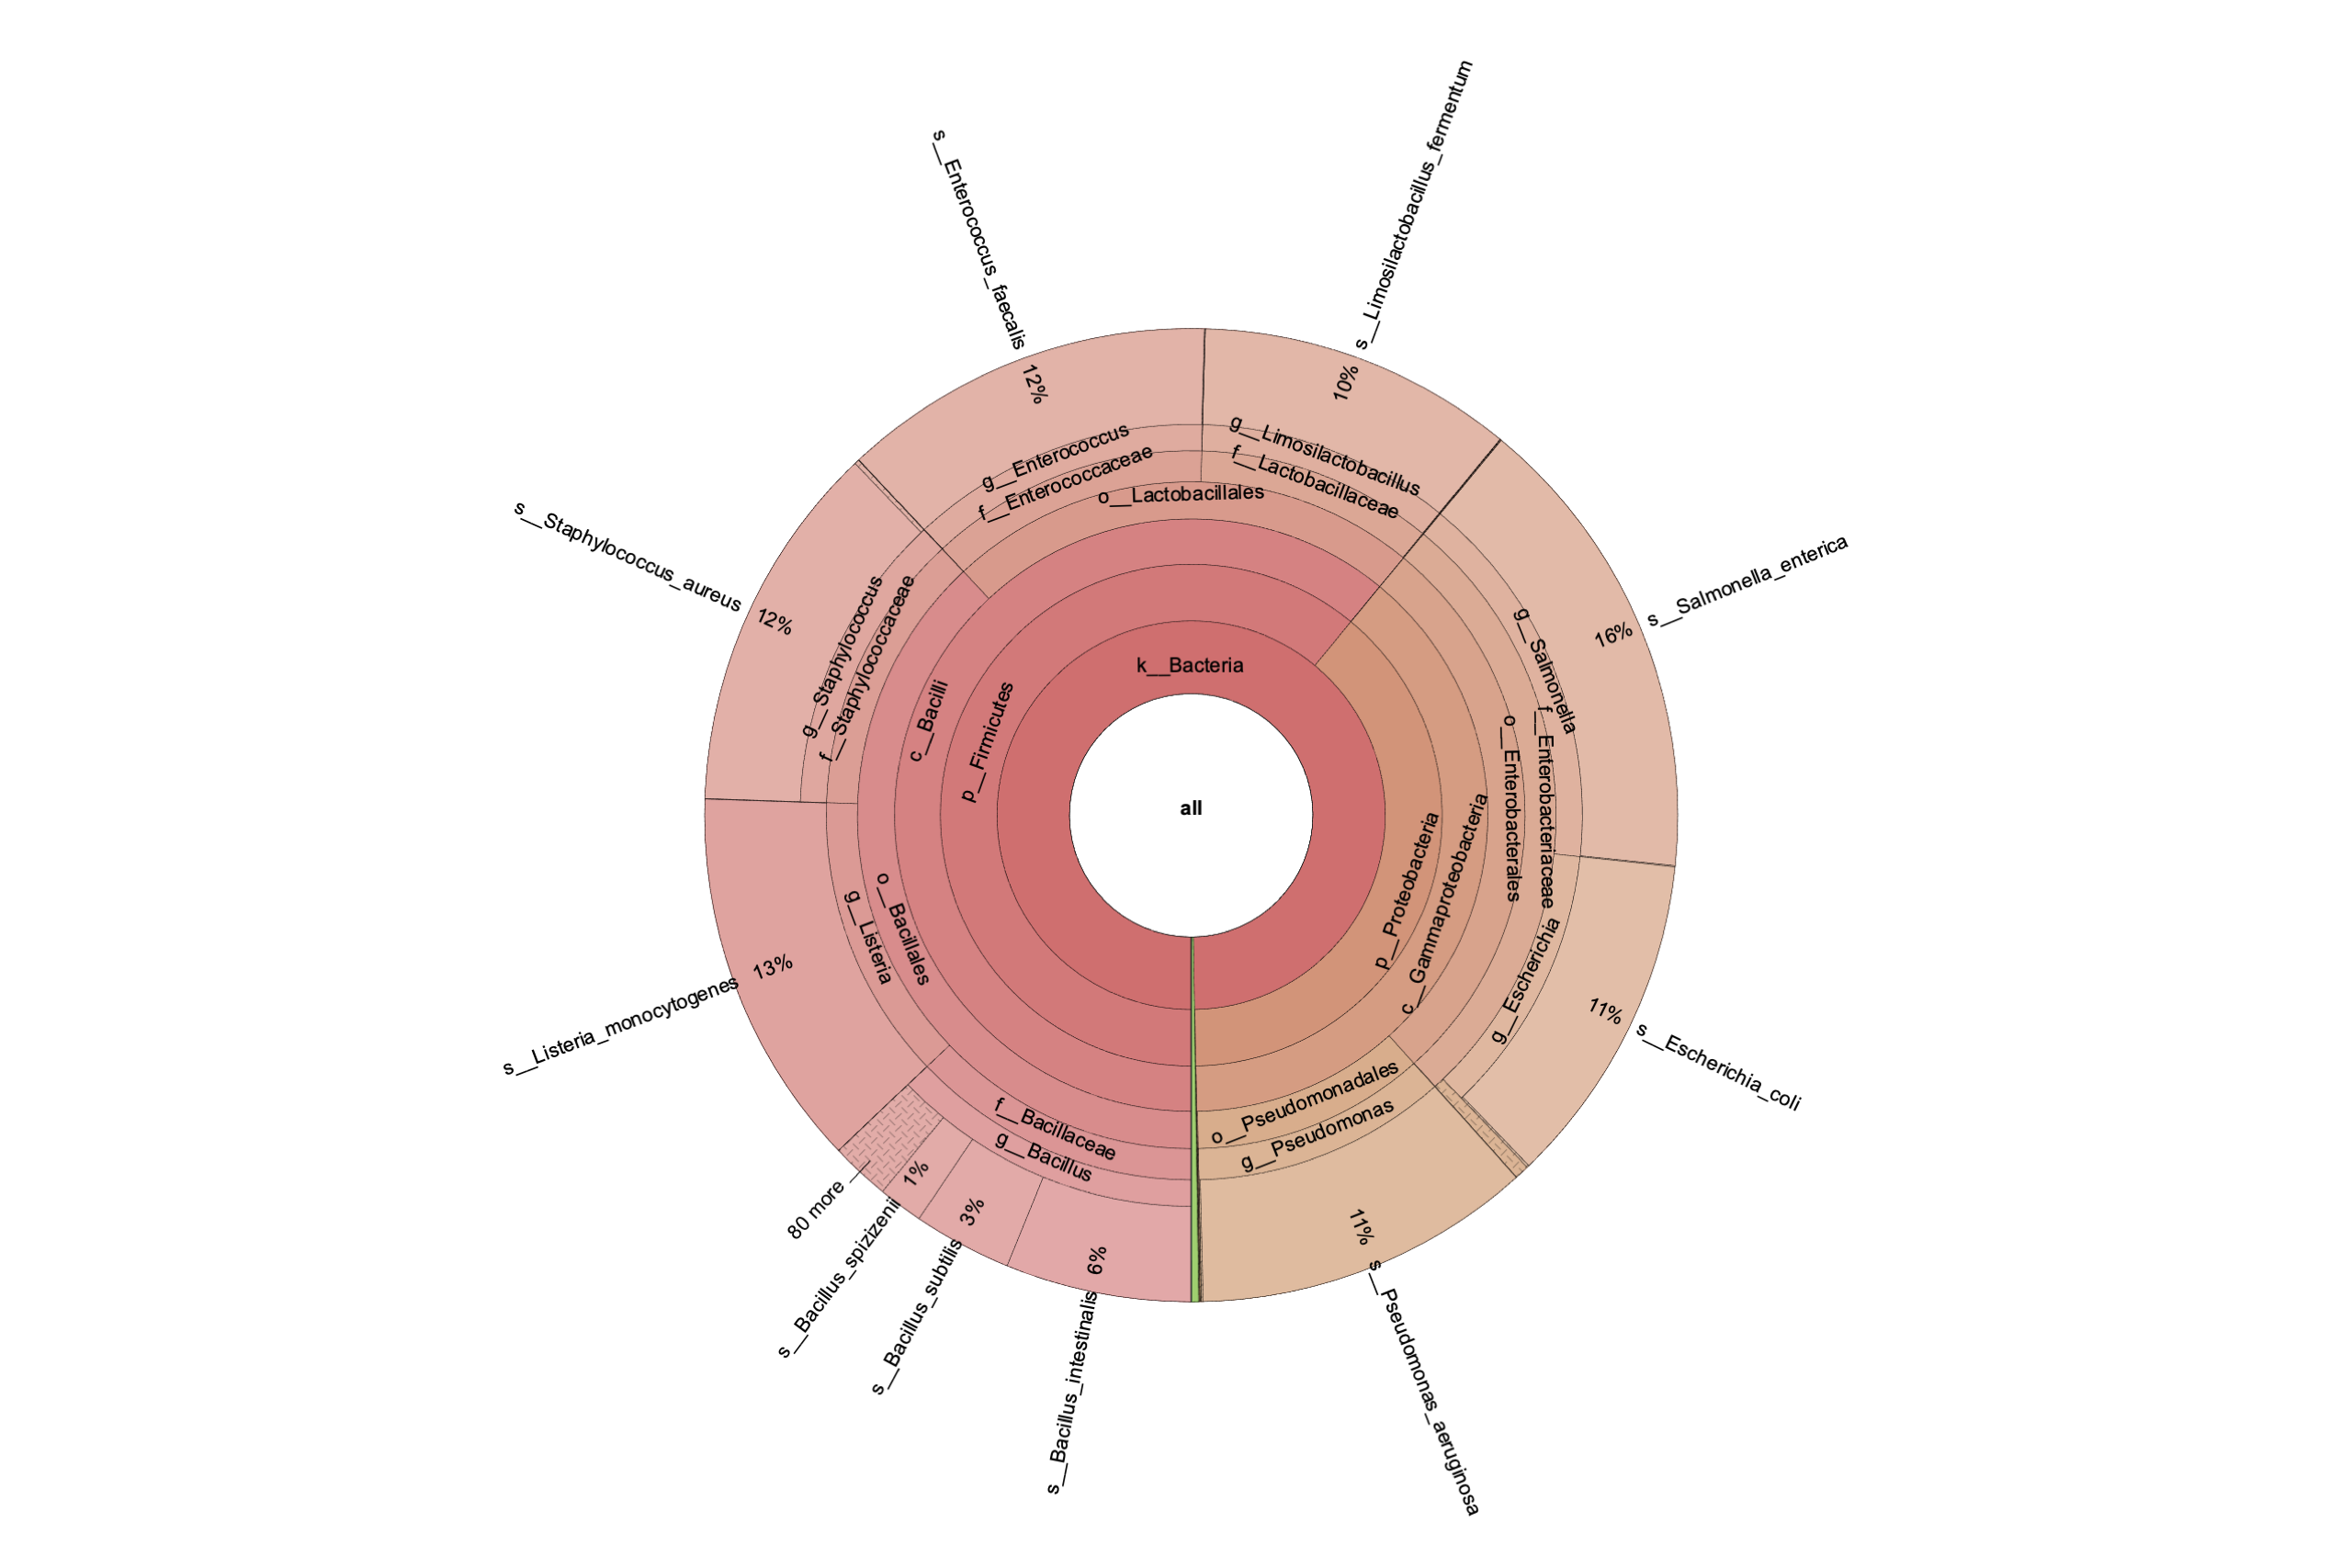 s__Limosilactobacillus_fermentum
10%
s__Enterococcus_faecalis
12%
g__Limosilactobacillus
f__Lactobacillaceae
g__Enterococcus
f__Enterococcaceae
o__Lactobacillales
s__Staphylococcus_aureus
12%
g__Staphylococcus
f__Staphylococcaceae
s__Salmonella_enterica
16%
g__Salmonella
f__Enterobacteriaceae
o__Enterobacterales
k__Bacteria
c__Bacilli
p__Firmicutes
all
p__Proteobacteria
c__Gammaproteobacteria
o__Bacillales
g__Listeria
13%
s__Listeria_monocytogenes
g__Escherichia
11%
s__Escherichia_coli
o__Pseudomonadales
g__Pseudomonas
f__Bacillaceae
g__Bacillus
80 more
1%
s__Bacillus_spizizenii
3%
s__Bacillus_subtilis
6%
s__Bacillus_intestinalis
11%
s__Pseudomonas_aeruginosa